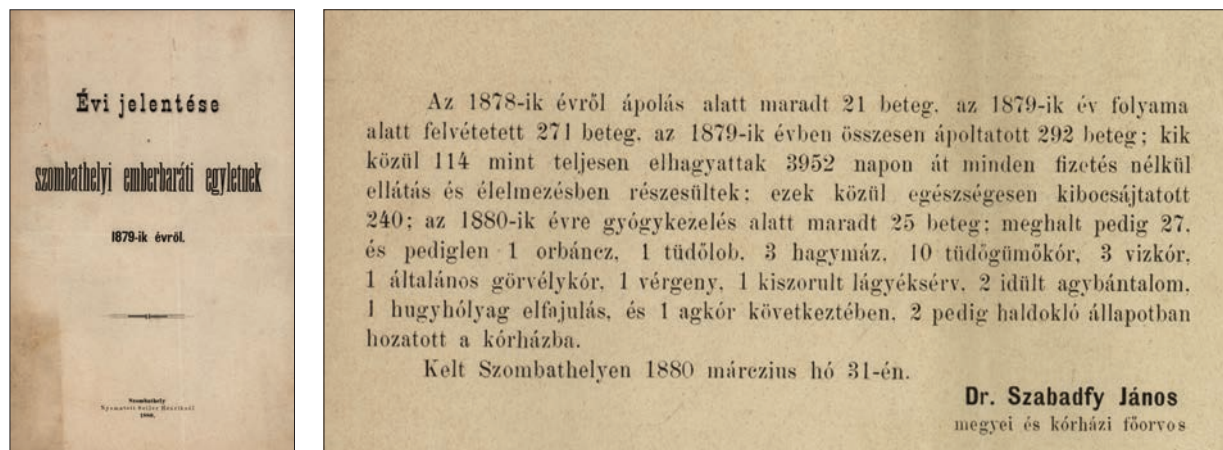 Évi jelentése
szombathelyi emberbaráti egyletnek
1879-ik évről.
Szombathely
Nyomatott Seiler Henriknél
1880.
Az 1878-ik évről ápolás alatt maradt 21 beteg, az 1879-ik év folyama
alatt felvétetett 271 beteg, az 1879-ik évben összesen ápoltatott 292 beteg; kik
közül 114 mint teljesen elhagyattak 3952 napon át minden fizetés nélkül
ellátás és élelmezésben részesültek; ezek közül egészségesen kibocsájtatott
240; az 1880-ik évre gyógykezelés alatt maradt 25 beteg; meghalt pedig 27,
és pediglen 1 orbáncz, 1 tüdőlob, 3 hagymáz, 10 tüdőgümőkór, 3 vizkór,
1 általános görvélykór, 1 vérgeny, 1 kiszorult lágyéksérv, 2 idült agybántalom,
1 hugyhólyag elfajulás, és 1 agkór következtében, 2 pedig haldokló állapotban
hozatott a kórházba.
Kelt Szombathelyen 1880 márczius hó 31-én.
Dr. Szabadfy János
megyei és kórházi főorvos